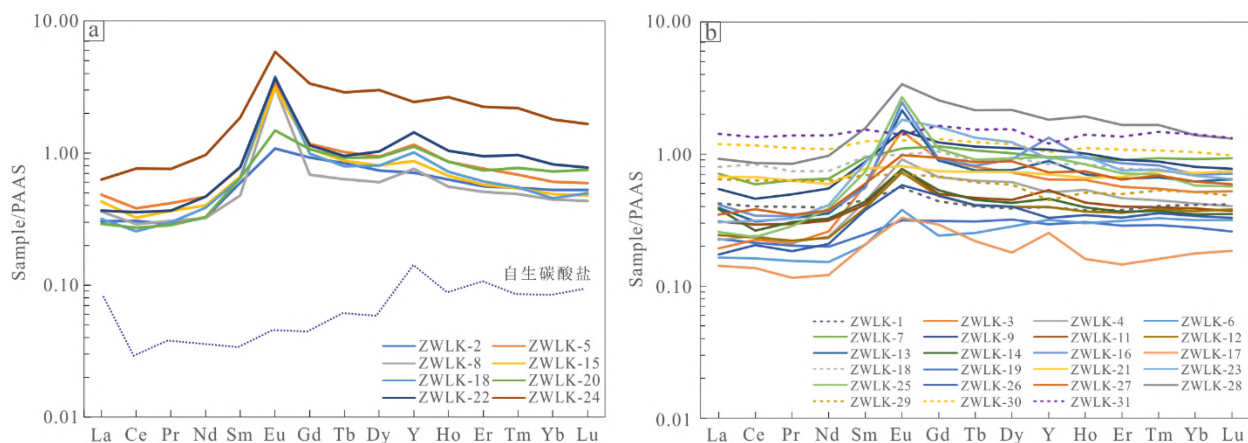 a
10.00
1.00
0.10
0.01
Sample/PAAS
自生碳酸盐
ZWLK-2 ZWLK-5
ZWLK-8 ZWLK-15
ZWLK-18 ZWLK-20
ZWLK-22 ZWLK-24
La Ce Pr Nd Sm Eu Gd Tb Dy Y Ho Er Tm Yb Lu
b
10.00
1.00
0.10
0.01
Sample/PAAS
ZWLK-1 ZWLK-3 ZWLK-4 ZWLK-6
ZWLK-7 ZWLK-9 ZWLK-11 ZWLK-12
ZWLK-13 ZWLK-14 ZWLK-16 ZWLK-17
ZWLK-18 ZWLK-19 ZWLK-21 ZWLK-23
ZWLK-25 ZWLK-26 ZWLK-27 ZWLK-28
ZWLK-29 ZWLK-30 ZWLK-31
La Ce Pr Nd Sm Eu Gd Tb Dy Y Ho Er Tm Yb Lu